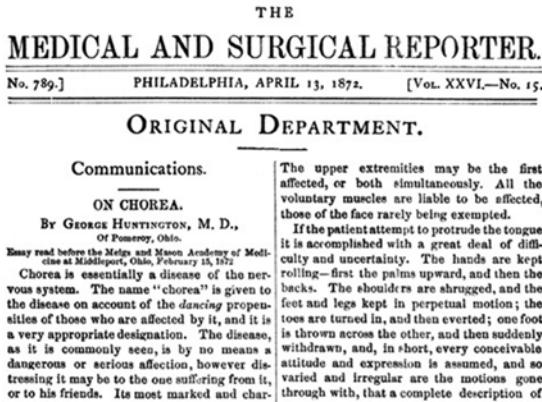 THE
MEDICAL AND SURGICAL REPORTER.
No. 789.] PHILADELPHIA, APRIL 13, 1872. [VOL. XXVI.—No. 15.
ORIGINAL DEPARTMENT.
Communications.
ON CHOREA.
By GEORGE HUNTINGTON, M. D.,
Of Pomeroy, Ohio.
Essay read before the Meigs and Mason Academy of Medi-
cine at Middleport, Ohio, February 15, 1872
Chorea is essentially a disease of the ner-
vous system. The name "chorea" is given to
the disease on account of the dancing propen-
sities of those who are affected by it, and it is
a very appropriate designation. The disease,
as it is commonly seen, is by no means a
dangerous or serious affection, however dis-
tressing it may be to the one suffering from it,
or to his friends. Its most marked and char-
The upper extremities may be the first
affected, or both simultaneously. All the
voluntary muscles are liable to be affected,
those of the face rarely being exempted.
If the patient attempt to protrude the tongue
it is accomplished with a great deal of diffi-
culty and uncertainty. The hands are kept
rolling—first the palms upward, and then the
backs. The shoulders are shrugged, and the
feet and legs kept in perpetual motion; the
toes are turned in, and then everted; one foot
is thrown across the other, and then suddenly
withdrawn, and, in short, every conceivable
attitude and expression is assumed, and so
varied and irregular are the motions gone
through with, that a complete description of